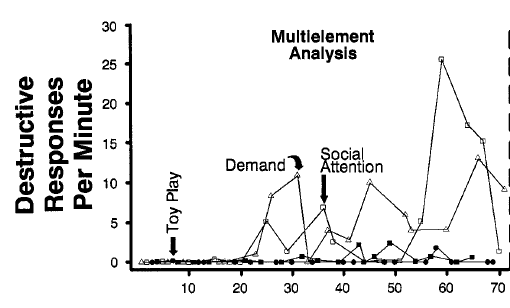 Multielement
Analysis
Destructive
Responses
Per Minute
30
25
20
15
10
5
0
Toy Play
Demand
Social
Attention
10
20
30
40
50
60
70